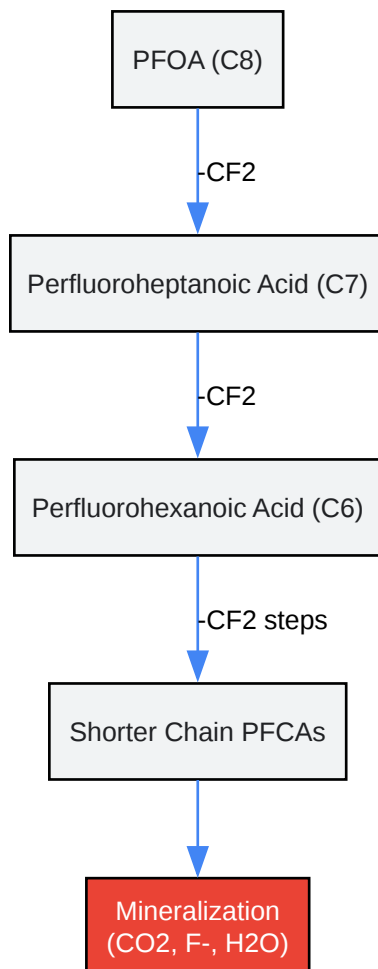 PFOA (C8)
-CF2
Perfluoroheptanoic Acid (C7)
-CF2
Perfluorohexanoic Acid (C6)
-CF2 steps
Shorter Chain PFCAs
Mineralization
(CO2, F-, H2O)